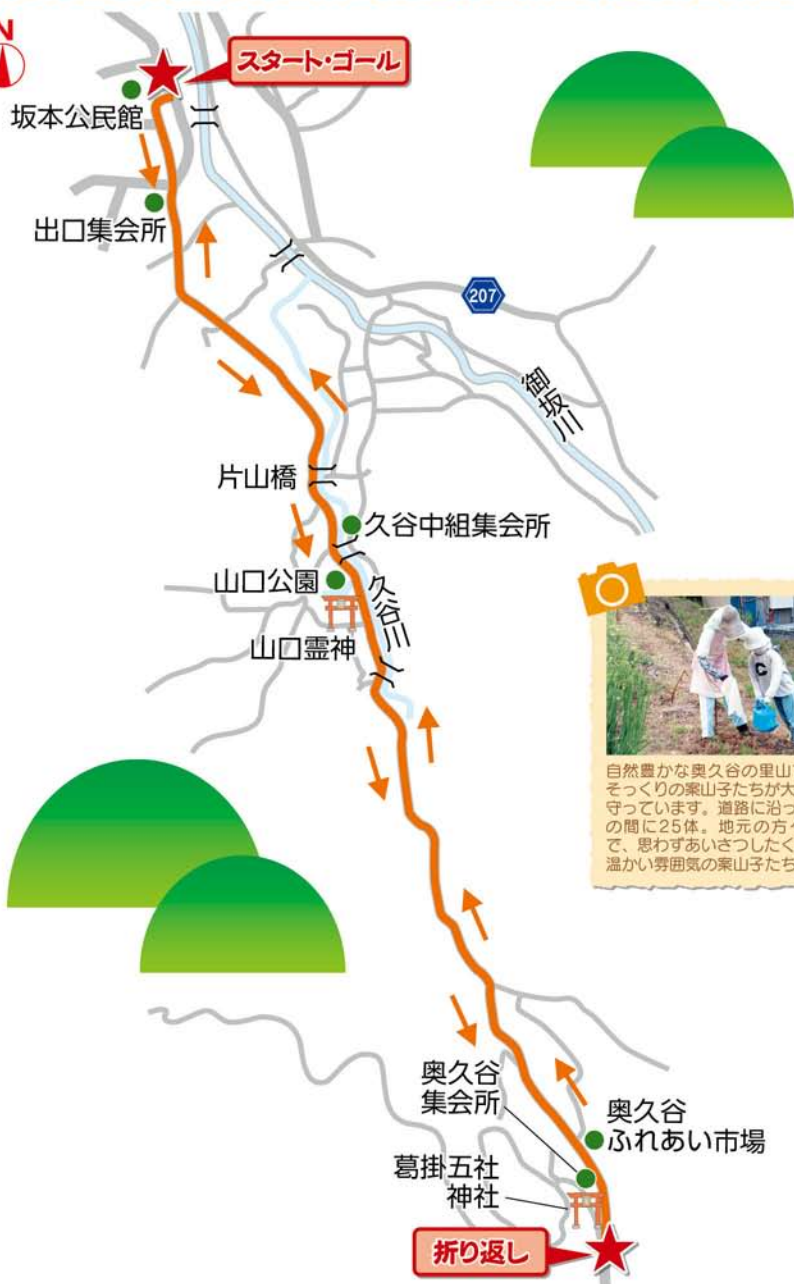 N
スタート・ゴール
坂本公民館
出口集会所
207
御坂川
片山橋
久谷中組集会所
山口公園
久谷川
山口霊神
C
自然豊かな奥久谷の里山
そっくりの案山子たちが大
守っています。道路に沿っ
の間に25体。地元の方
で、思わずあいさつしたく
温かい雰囲気の案山子たち
奥久谷
集会所
奥久谷
ふれあい市場
葛掛五社
神社
折り返し